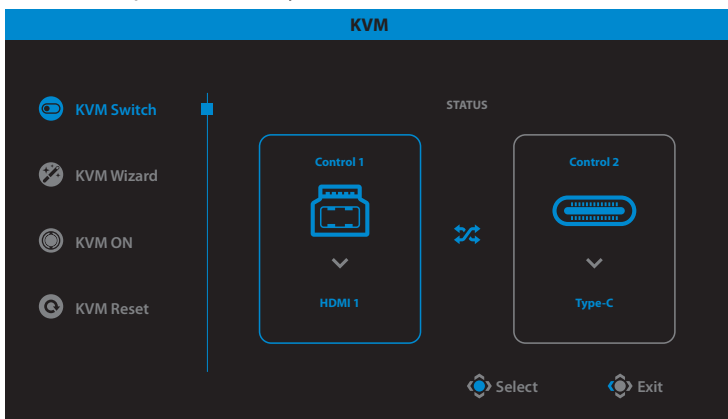 KVM
KVM Switch
KVM Wizard
KVM ON
KVM Reset
STATUS
Control 1
HDMI 1
Control 2
Type-C
Select
Exit